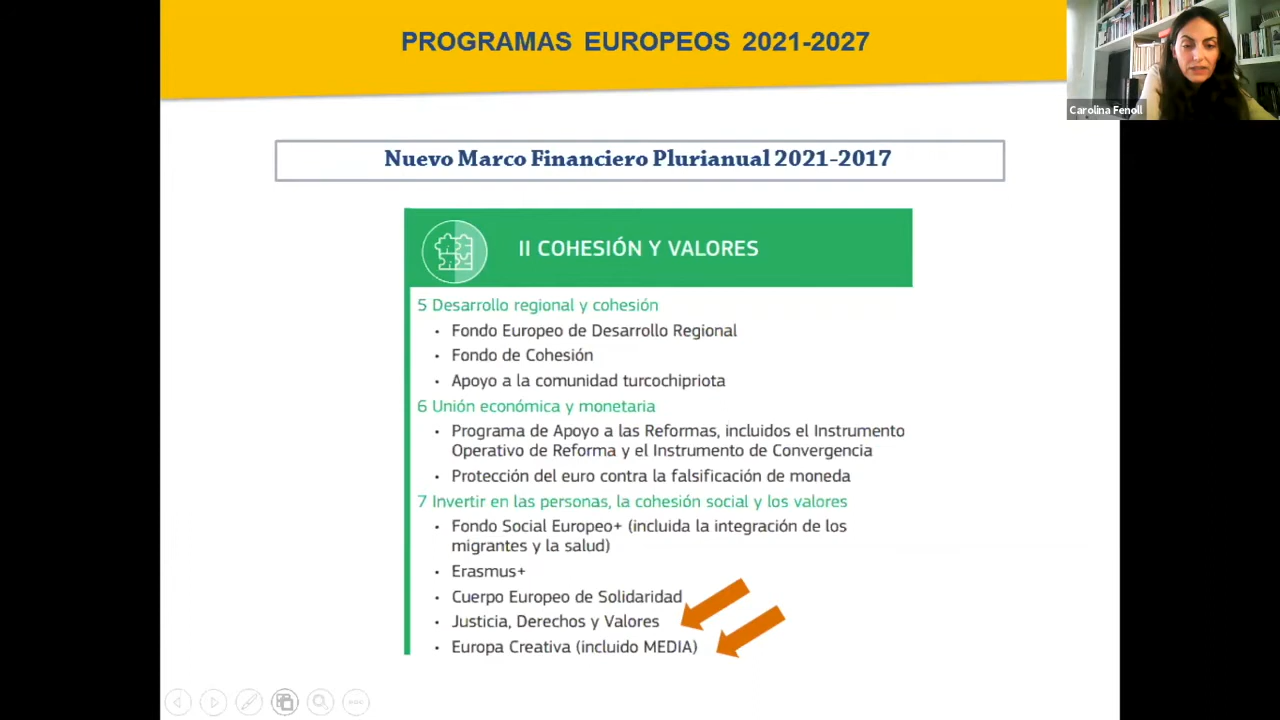 PROGRAMAS EUROPEOS 2021-2027
Carolina Fenoll
Nuevo Marco Financiero Plurianual 2021-2017
II COHESIÓN Y VALORES
5 Desarrollo regional y cohesión
• Fondo Europeo de Desarrollo Regional
• Fondo de Cohesión
• Apoyo a la comunidad turcochipriota
6 Unión económica y monetaria
• Programa de Apoyo a las Reformas, incluidos el Instrumento
Operativo de Reforma y el Instrumento de Convergencia
• Protección del euro contra la falsificación de moneda
7 Invertir en las personas, la cohesión social y los valores
• Fondo Social Europeo+ (incluida la integración de los
migrantes y la salud)
• Erasmus+
• Cuerpo Europeo de Solidaridad
• Justicia, Derechos y Valores
• Europa Creativa (incluido MEDIA)